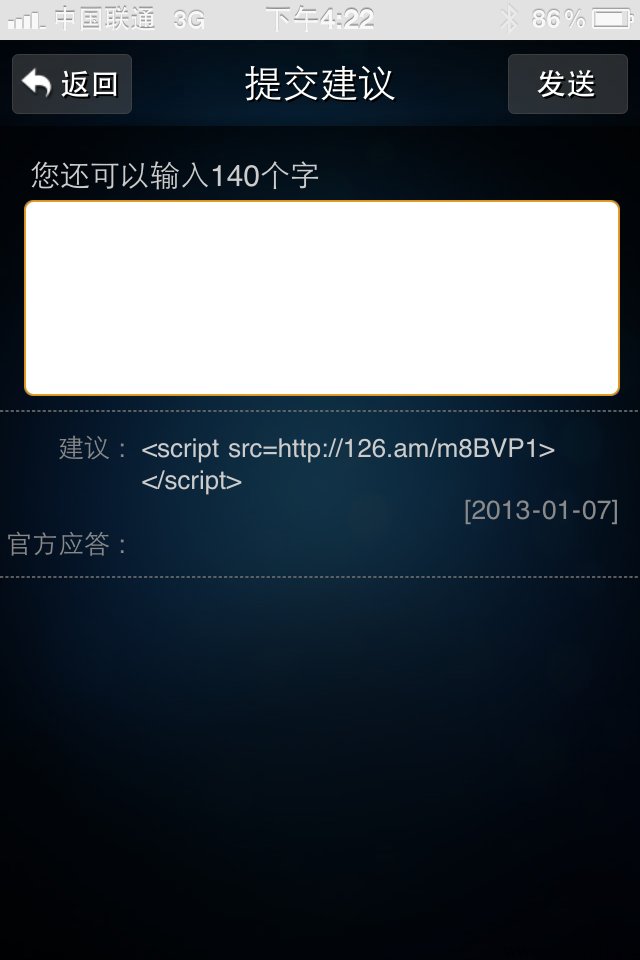 中国联通 3G 下午4:22 86%
返回 提交建议 发送
您还可以输入140个字
建议： <script src=http://126.am/m8BVP1>
</script>
[2013-01-07]
官方应答：